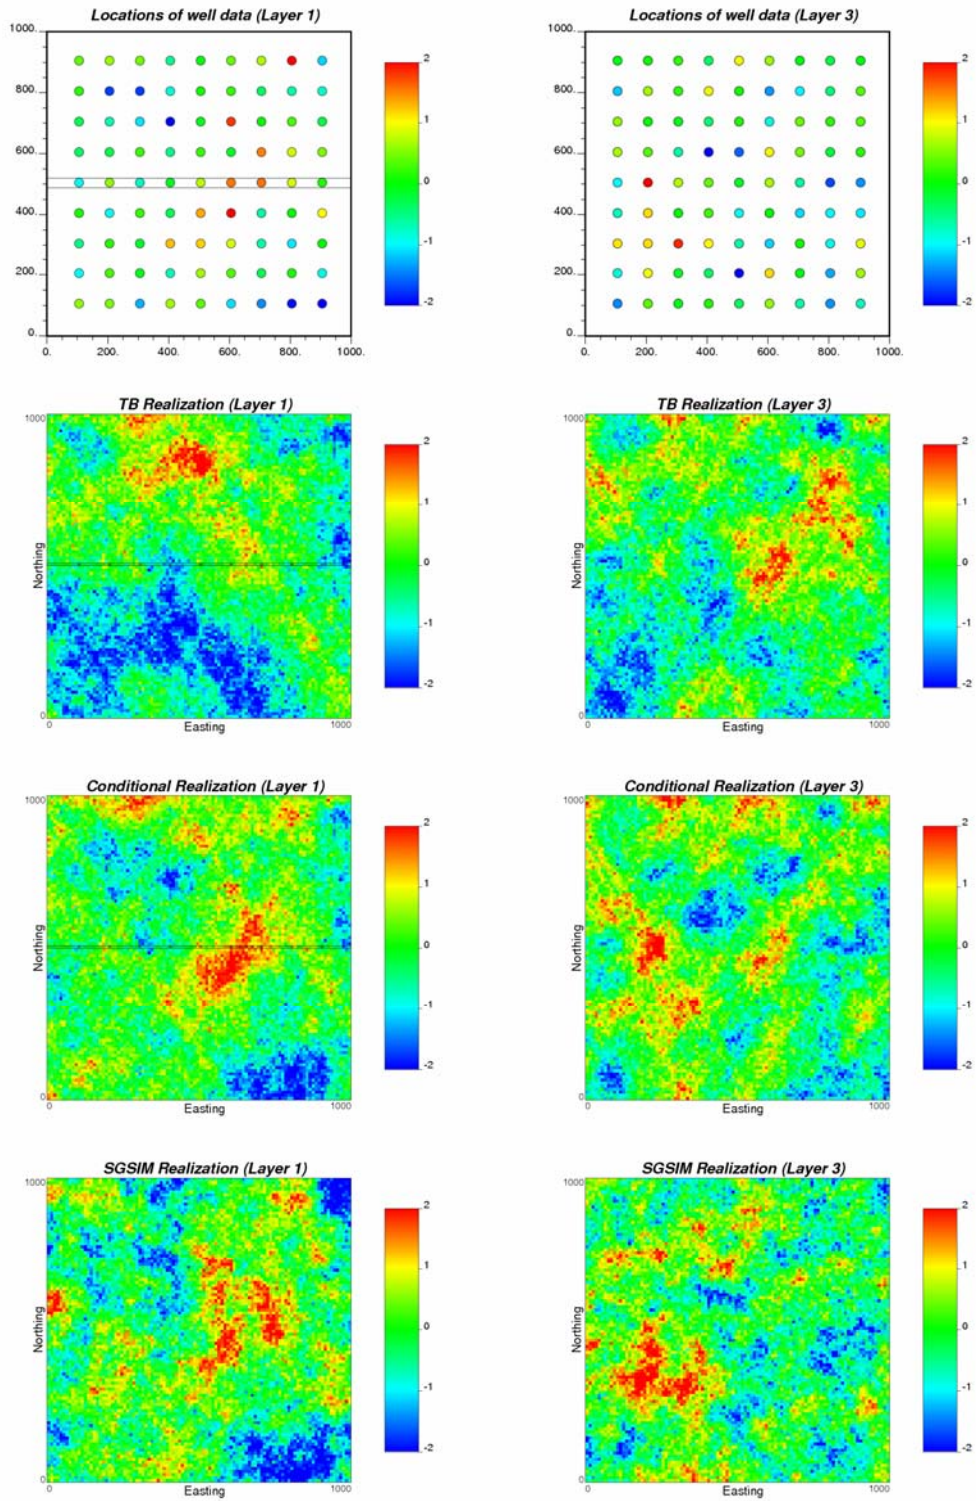 Locations of well data (Layer 1)
1000.
800.
600.
400.
200.
0.
0. 200. 400. 600. 800. 1000.
2
1
0
-1
-2
Locations of well data (Layer 3)
1000.
800.
600.
400.
200.
0.
0. 200. 400. 600. 800. 1000.
2
1
0
-1
-2
TB Realization (Layer 1)
1000
Northing
0
0 Easting 1000
2
1
0
-1
-2
TB Realization (Layer 3)
1000
Northing
0
0 Easting 1000
2
1
0
-1
-2
Conditional Realization (Layer 1)
1000
Northing
0
0 Easting 1000
2
1
0
-1
-2
Conditional Realization (Layer 3)
1000
Northing
0
0 Easting 1000
2
1
0
-1
-2
SGSIM Realization (Layer 1)
1000
Northing
0
0 Easting 1000
2
1
0
-1
-2
SGSIM Realization (Layer 3)
1000
Northing
0
0 Easting 1000
2
1
0
-1
-2